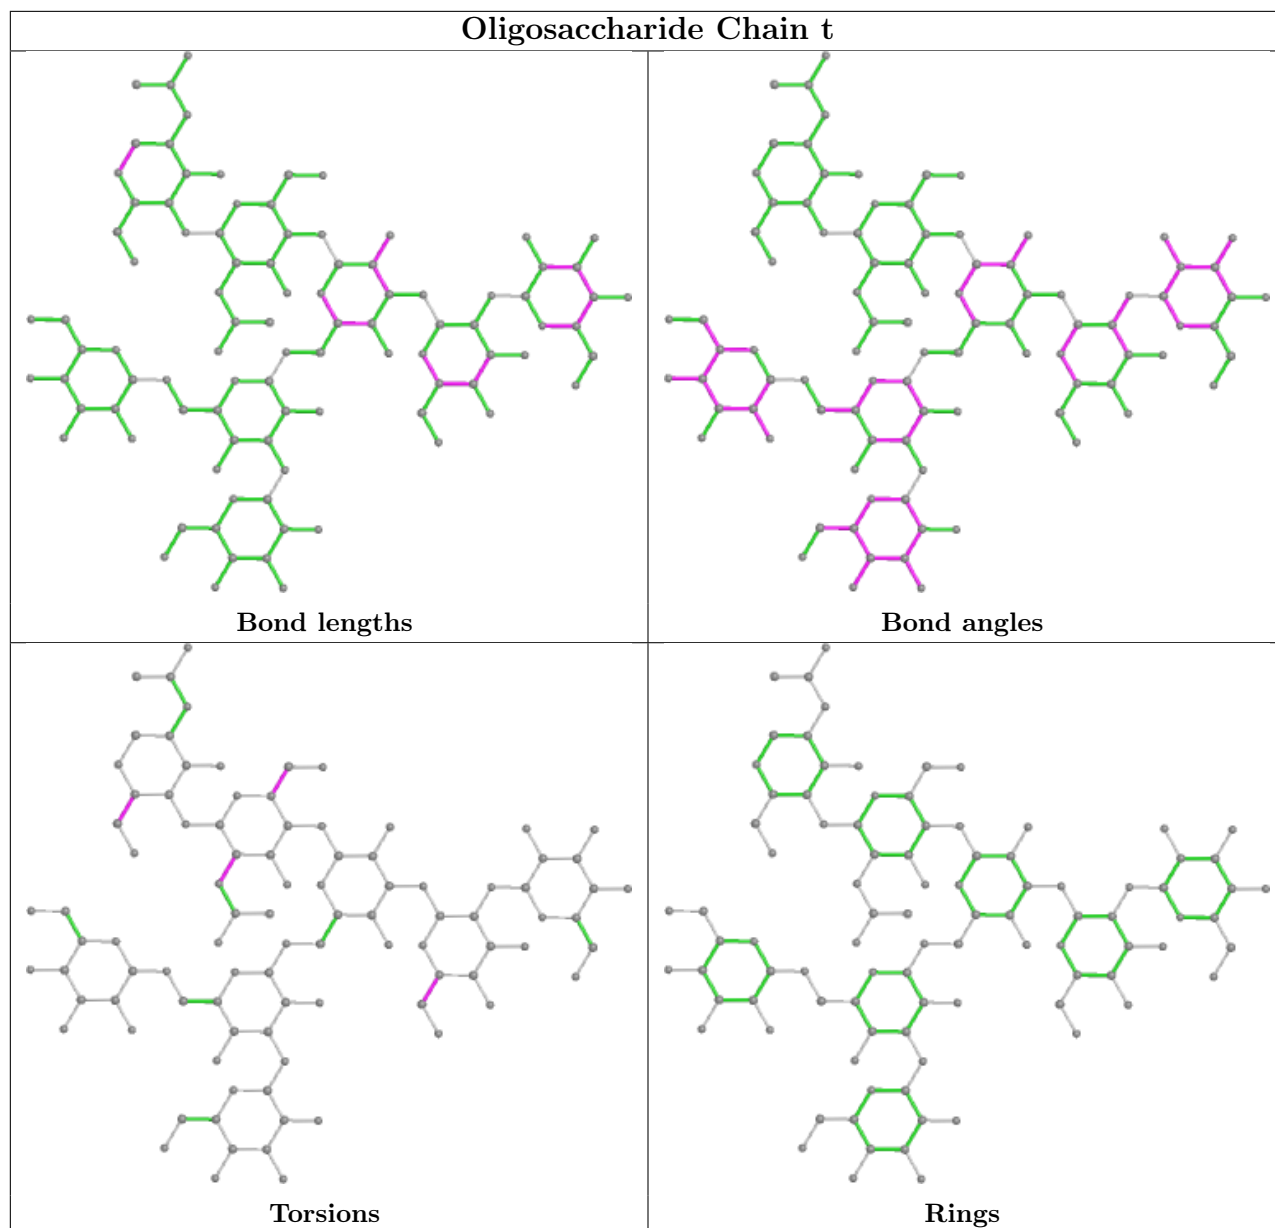 Oligosaccharide Chain t
Bond lengths
Bond angles
Torsions
Rings